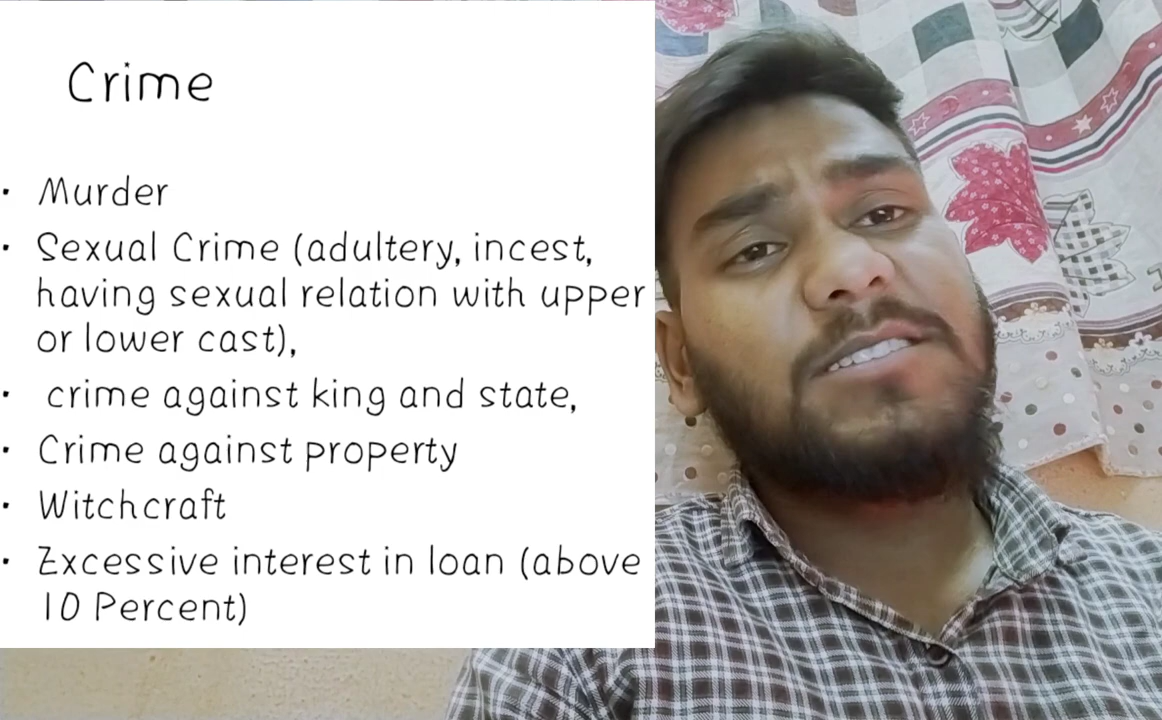 Crime
· Murder
· Sexual Crime (adultery, incest,
having sexual relation with upper
or lower cast),
· crime against king and state,
· Crime against property
· Witchcraft
· Excessive interest in loan (above
10 Percent)